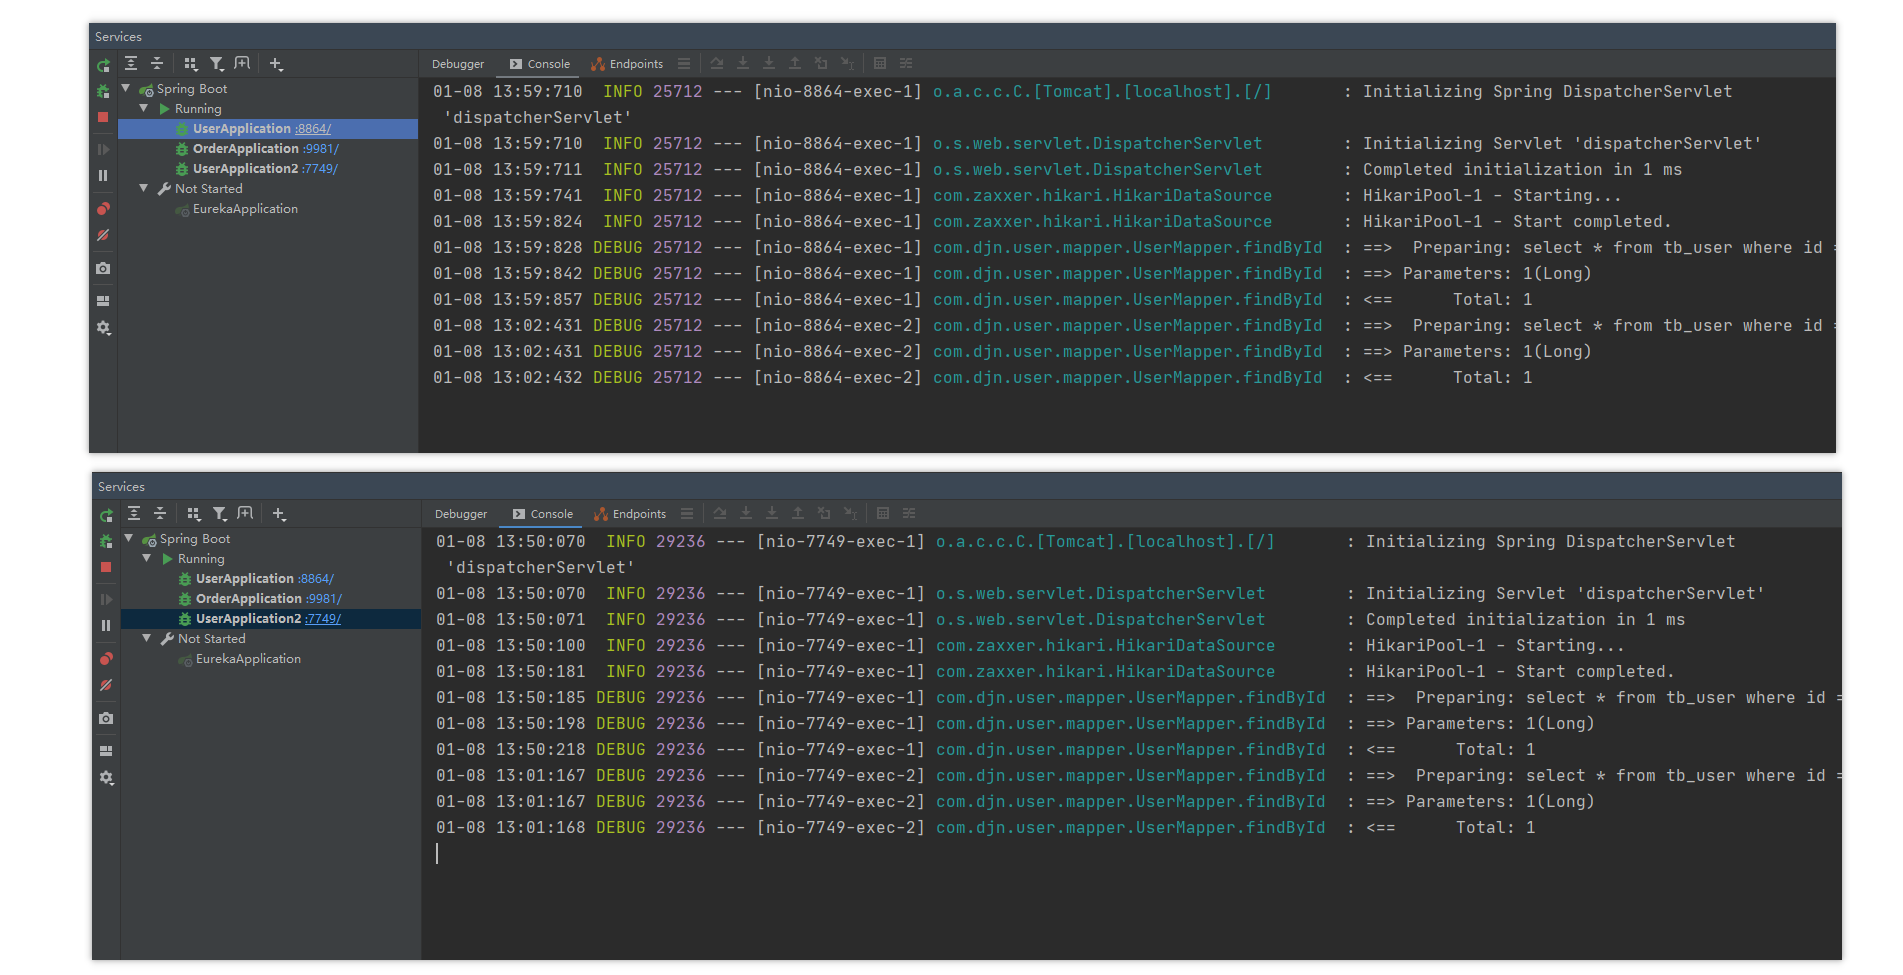 Services
Debugger Console Endpoints
Spring Boot
Running
UserApplication :8864/
OrderApplication :9981/
UserApplication2 :7749/
Not Started
EurekaApplication
01-08 13:59:710  INFO 25712 --- [nio-8864-exec-1] o.a.c.c.C.[Tomcat].[localhost].[/]       : Initializing Spring DispatcherServlet
 'dispatcherServlet'
01-08 13:59:710  INFO 25712 --- [nio-8864-exec-1] o.s.web.servlet.DispatcherServlet        : Initializing Servlet 'dispatcherServlet'
01-08 13:59:711  INFO 25712 --- [nio-8864-exec-1] o.s.web.servlet.DispatcherServlet        : Completed initialization in 1 ms
01-08 13:59:741  INFO 25712 --- [nio-8864-exec-1] com.zaxxer.hikari.HikariDataSource       : HikariPool-1 - Starting...
01-08 13:59:824  INFO 25712 --- [nio-8864-exec-1] com.zaxxer.hikari.HikariDataSource       : HikariPool-1 - Start completed.
01-08 13:59:828 DEBUG 25712 --- [nio-8864-exec-1] com.djn.user.mapper.UserMapper.findById  : ==>  Preparing: select * from tb_user where id =
01-08 13:59:842 DEBUG 25712 --- [nio-8864-exec-1] com.djn.user.mapper.UserMapper.findById  : ==> Parameters: 1(Long)
01-08 13:59:857 DEBUG 25712 --- [nio-8864-exec-1] com.djn.user.mapper.UserMapper.findById  : <==      Total: 1
01-08 13:02:431 DEBUG 25712 --- [nio-8864-exec-2] com.djn.user.mapper.UserMapper.findById  : ==>  Preparing: select * from tb_user where id =
01-08 13:02:431 DEBUG 25712 --- [nio-8864-exec-2] com.djn.user.mapper.UserMapper.findById  : ==> Parameters: 1(Long)
01-08 13:02:432 DEBUG 25712 --- [nio-8864-exec-2] com.djn.user.mapper.UserMapper.findById  : <==      Total: 1
Services
Debugger Console Endpoints
Spring Boot
Running
UserApplication :8864/
OrderApplication :9981/
UserApplication2 :7749/
Not Started
EurekaApplication
01-08 13:50:070  INFO 29236 --- [nio-7749-exec-1] o.a.c.c.C.[Tomcat].[localhost].[/]       : Initializing Spring DispatcherServlet
 'dispatcherServlet'
01-08 13:50:070  INFO 29236 --- [nio-7749-exec-1] o.s.web.servlet.DispatcherServlet        : Initializing Servlet 'dispatcherServlet'
01-08 13:50:071  INFO 29236 --- [nio-7749-exec-1] o.s.web.servlet.DispatcherServlet        : Completed initialization in 1 ms
01-08 13:50:100  INFO 29236 --- [nio-7749-exec-1] com.zaxxer.hikari.HikariDataSource       : HikariPool-1 - Starting...
01-08 13:50:181  INFO 29236 --- [nio-7749-exec-1] com.zaxxer.hikari.HikariDataSource       : HikariPool-1 - Start completed.
01-08 13:50:185 DEBUG 29236 --- [nio-7749-exec-1] com.djn.user.mapper.UserMapper.findById  : ==>  Preparing: select * from tb_user where id =
01-08 13:50:198 DEBUG 29236 --- [nio-7749-exec-1] com.djn.user.mapper.UserMapper.findById  : ==> Parameters: 1(Long)
01-08 13:50:218 DEBUG 29236 --- [nio-7749-exec-1] com.djn.user.mapper.UserMapper.findById  : <==      Total: 1
01-08 13:01:167 DEBUG 29236 --- [nio-7749-exec-2] com.djn.user.mapper.UserMapper.findById  : ==>  Preparing: select * from tb_user where id =
01-08 13:01:167 DEBUG 29236 --- [nio-7749-exec-2] com.djn.user.mapper.UserMapper.findById  : ==> Parameters: 1(Long)
01-08 13:01:168 DEBUG 29236 --- [nio-7749-exec-2] com.djn.user.mapper.UserMapper.findById  : <==      Total: 1